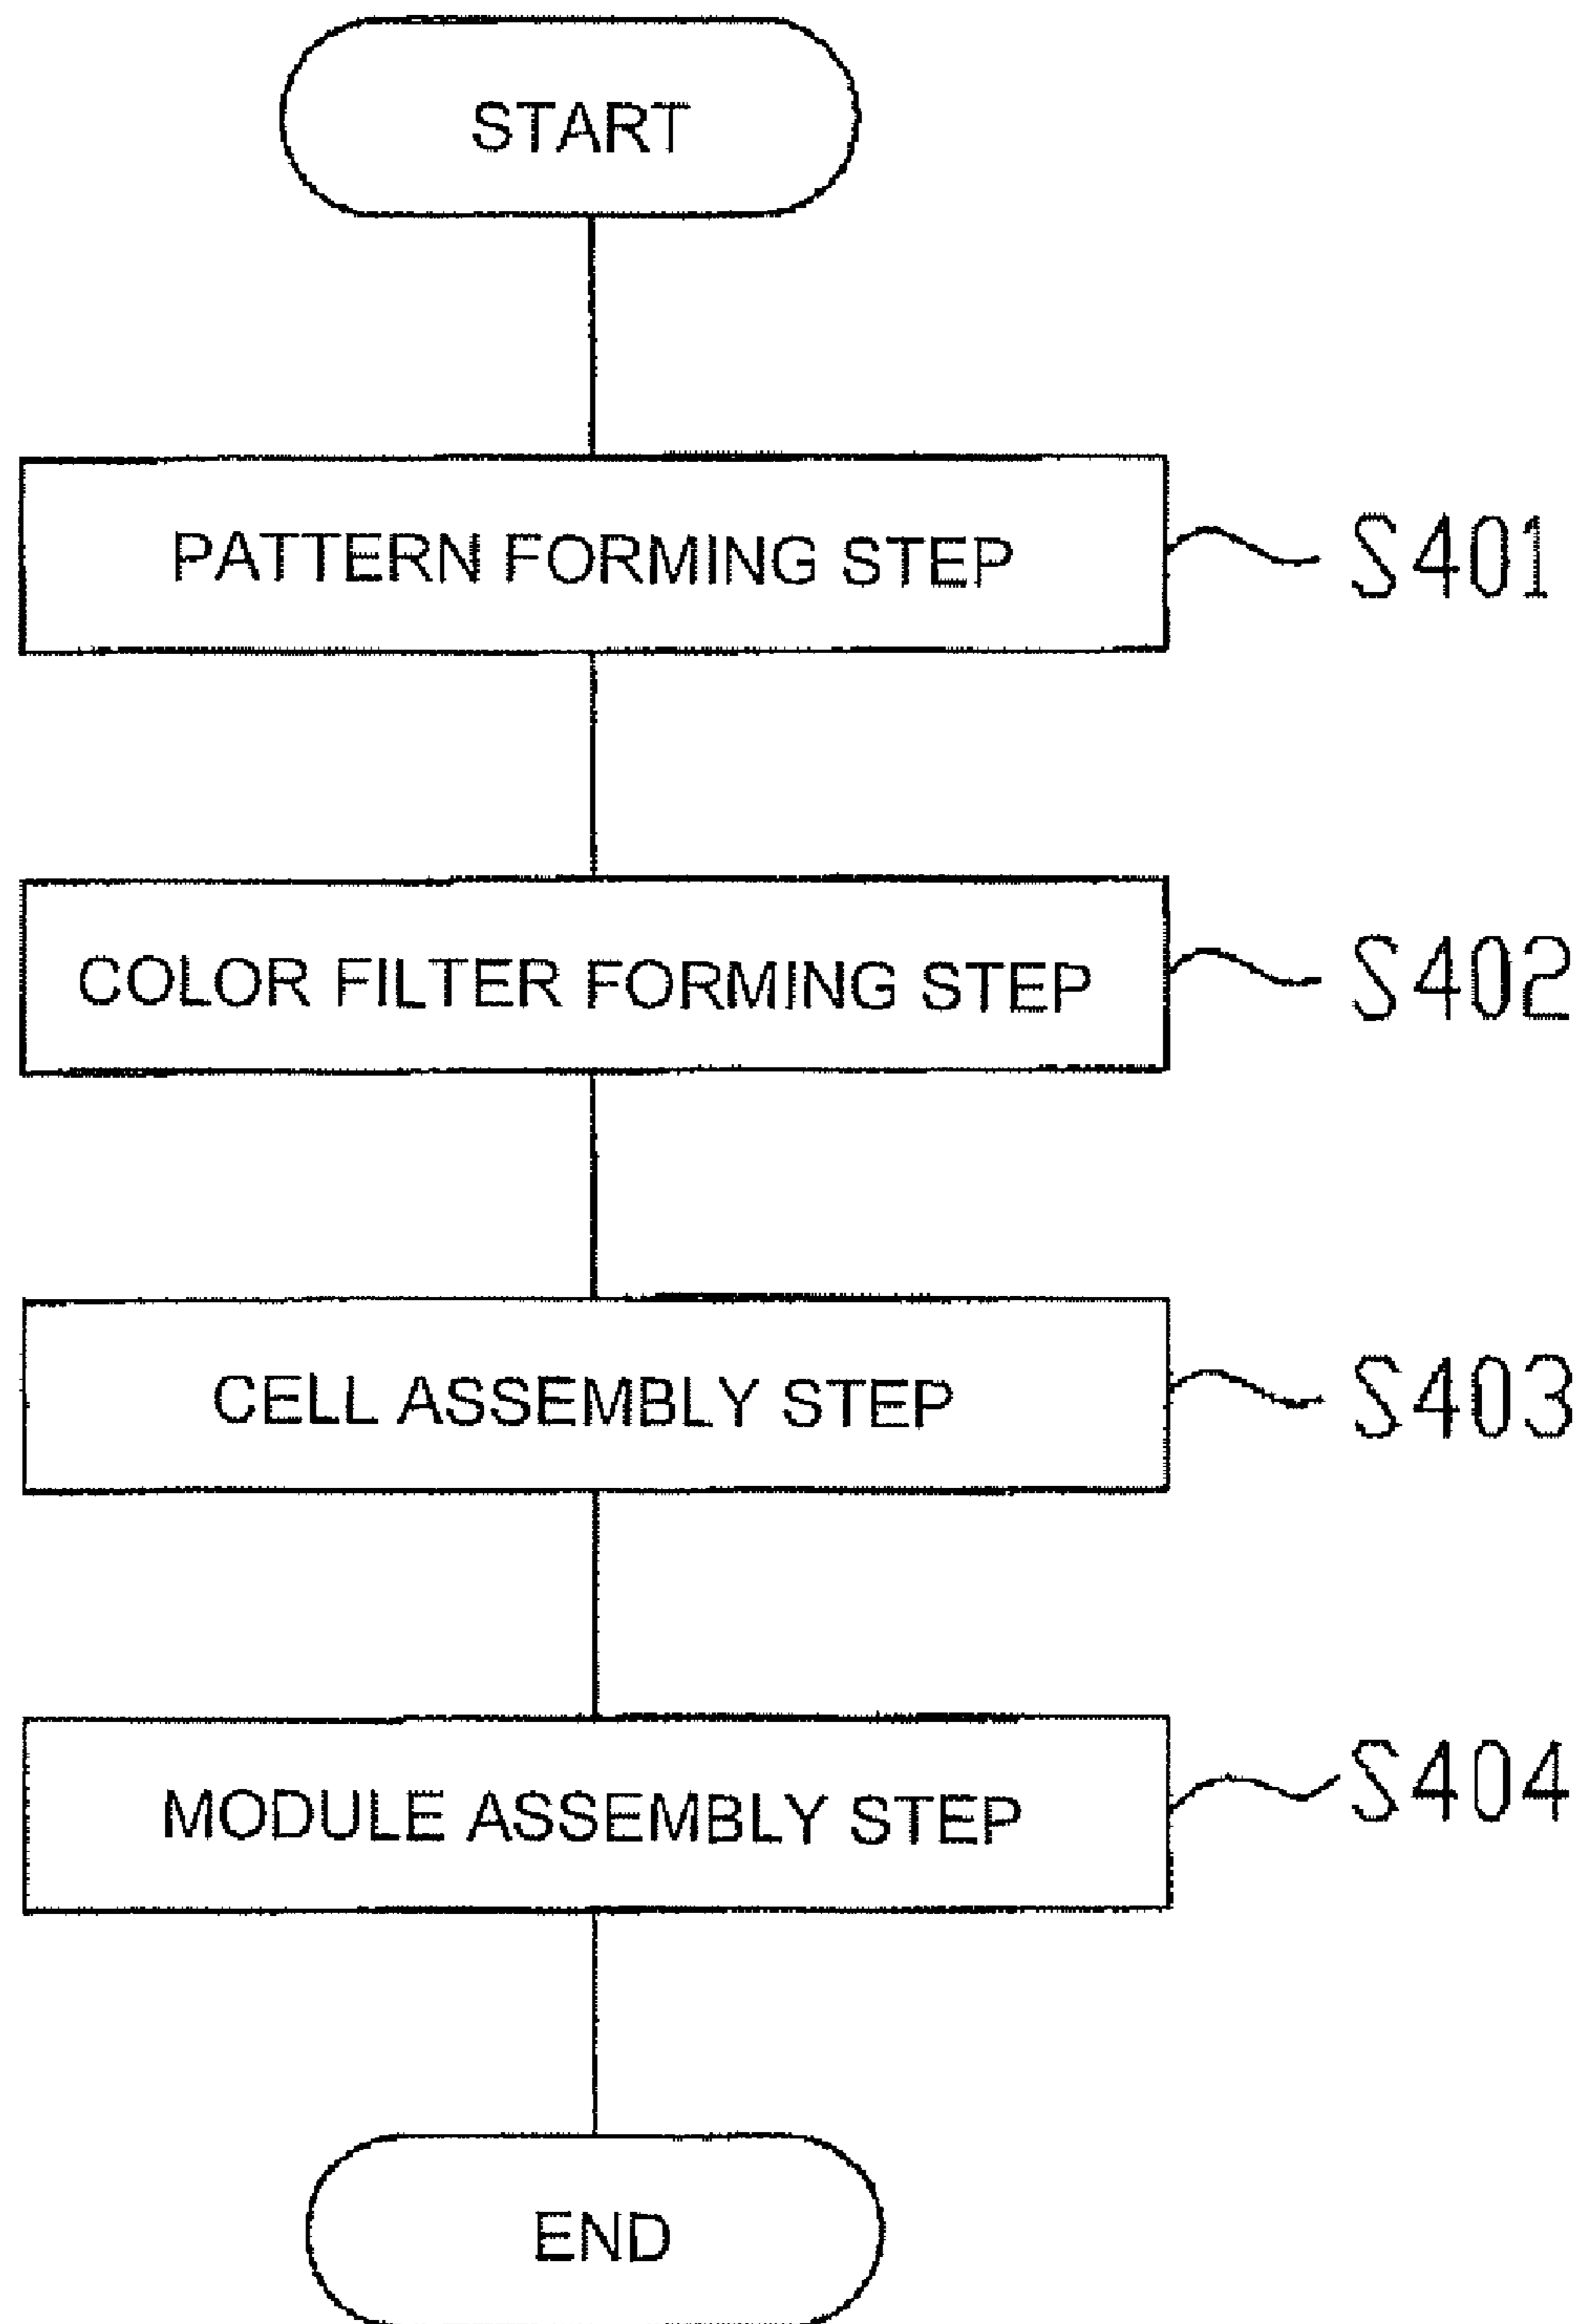 START
PATTERN FORMING STEP
S401
COLOR FILTER FORMING STEP
S402
CELL ASSEMBLY STEP
S403
MODULE ASSEMBLY STEP
S404
END